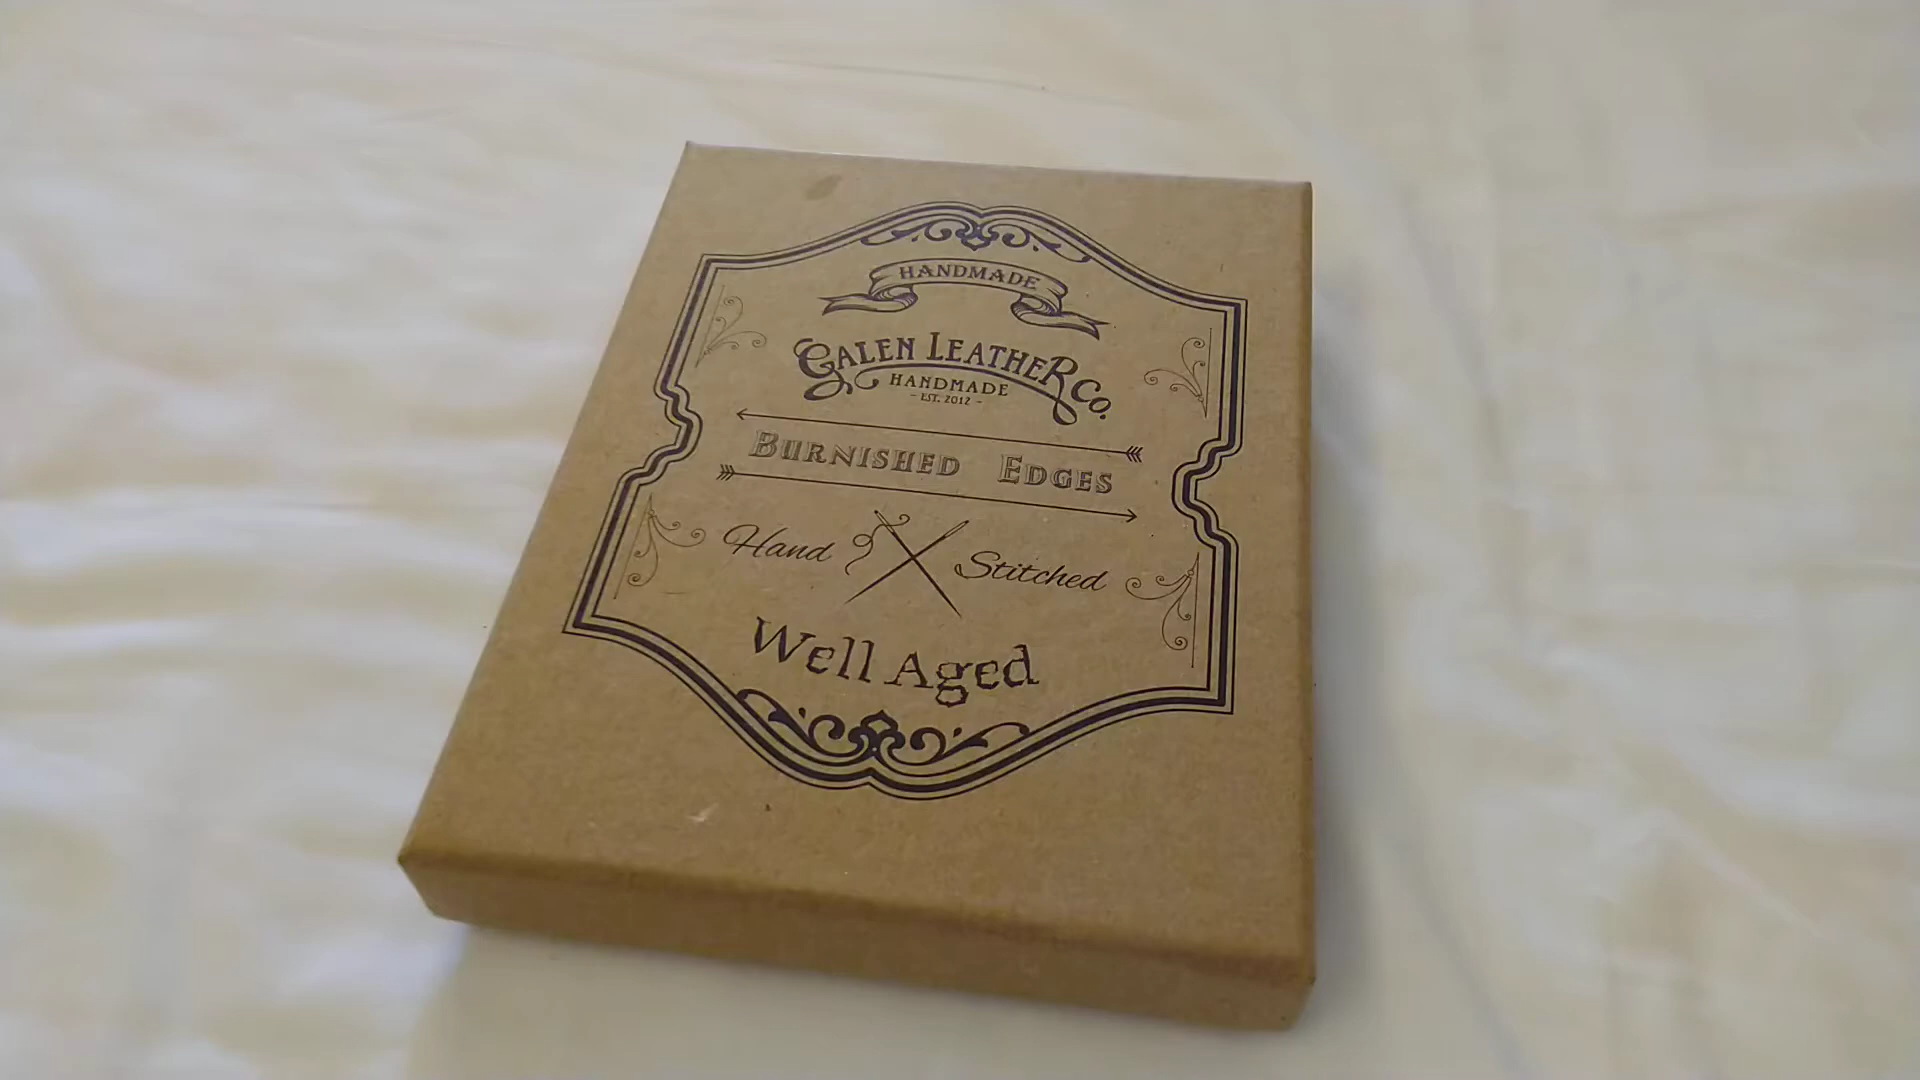 HANDMADE
GALEN LEATHER CO.
HANDMADE
- EST. 2012 -
BURNISHED EDGES
Hand Stitched
Well Aged